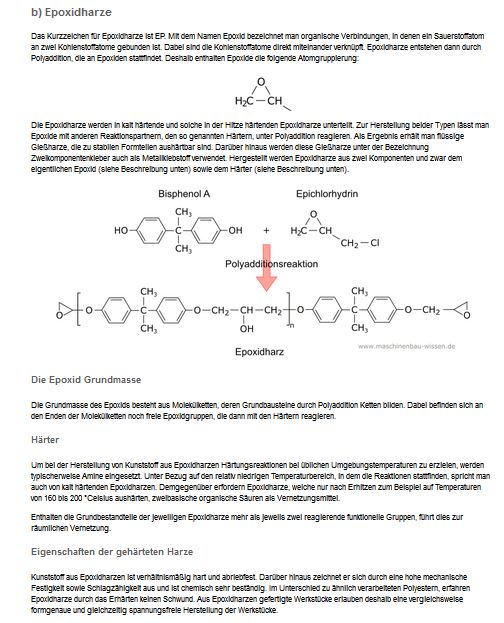 b) Epoxidharze
Das Kurzzeichen für Epoxidharze ist EP. Mit dem Namen Epoxid bezeichnet man organische Verbindungen, in denen ein Sauerstoffatom
an zwei Kohlenstoffatome gebunden ist. Dabei sind die Kohlenstoffatome direkt miteinander verknüpft. Epoxidharze entstehen dann durch
Polyaddition, die an Epoxiden stattfindet. Deshalb enthalten Epoxide die folgende Atomgruppierung:
O
H₂C—CH
Die Epoxidharze werden in kalt härtende und solche in der Hitze härtenden Epoxidharze unterteilt. Zur Herstellung beider Typen lässt man
Epoxide mit anderen Reaktionspartnern, den so genannten Härtern, unter Polyaddition reagieren. Als Ergebnis erhält man flüssige
Gießharze, die zu stabilen Formteilen aushärtbar sind. Darüber hinaus werden diese Gießharze unter der Bezeichnung
Zweikomponentenkleber auch als Metallklebstoff verwendet. Hergestellt werden Epoxidharze aus zwei Komponenten und zwar dem
eigentlichen Epoxid (siehe Beschreibung unten) sowie dem Härter (siehe Beschreibung unten).
Bisphenol A Epichlorhydrin
CH₃ O
HO C OH + H₂C—CH
CH₃ CH₂—Cl
Polyadditionsreaktion
CH₃ CH₃
O O C O—CH₂—CH—CH₂ O C O—CH₂ O
CH₃ OH n CH₃
Epoxidharz
www.maschinenbau-wissen.de
Die Epoxid Grundmasse
Die Grundmasse des Epoxids besteht aus Molekülketten, deren Grundbausteine durch Polyaddition Ketten bilden. Dabei befinden sich an
den Enden der Molekülketten noch freie Epoxidgruppen, die dann mit den Härtern reagieren.
Härter
Um bei der Herstellung von Kunststoff aus Epoxidharzen Härtungsreaktionen bei üblichen Umgebungstemperaturen zu erzielen, werden
typischerweise Amine eingesetzt. Unter Bezug auf den relativ niedrigen Temperaturbereich, in dem die Reaktionen stattfinden, spricht man
auch von kalt härtenden Epoxidharzen. Demgegenüber erfordern Epoxidharze, welche nur nach Erhitzen zum Beispiel auf Temperaturen
von 160 bis 200 °Celsius aushärten, zweibasische organische Säuren als Vernetzungsmittel.
Enthalten die Grundbestandteile der jeweiligen Epoxidharze mehr als jeweils zwei reagierende funktionelle Gruppen, führt dies zur
räumlichen Vernetzung.
Eigenschaften der gehärteten Harze
Kunststoff aus Epoxidharzen ist verhältnismäßig hart und abriebfest. Darüber hinaus zeichnet er sich durch eine hohe mechanische
Festigkeit sowie Schlagzähigkeit aus und ist chemisch sehr beständig. Im Unterschied zu ähnlich verarbeiteten Polyestern, erfahren
Epoxidharze durch das Erhärten keinen Schwund. Aus Epoxidharzen gefertigte Werkstücke erlauben deshalb eine vergleichsweise
formgenaue und gleichzeitig spannungsfreie Herstellung der Werkstücke.